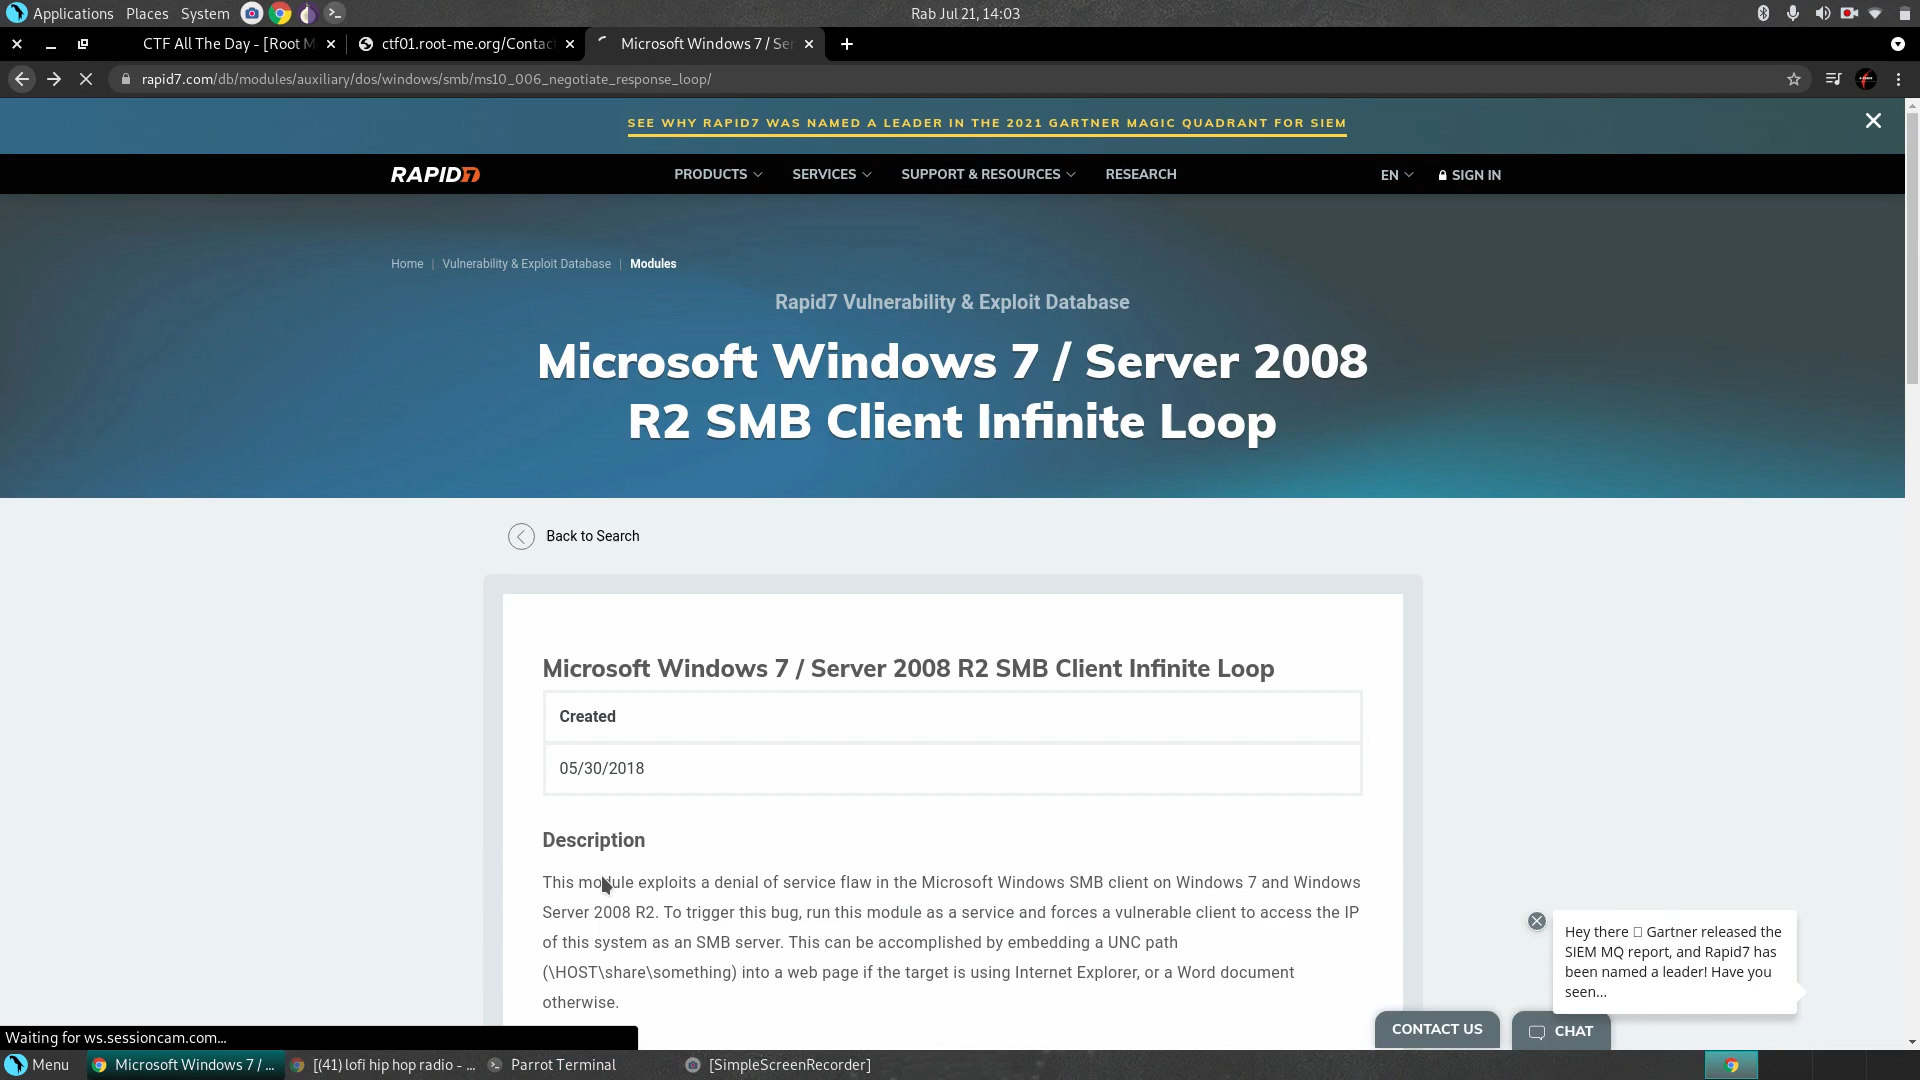 Applications Places System Rab Jul 21, 14:03
CTF All The Day - [Root M ctf01.root-me.org/Contac Microsoft Windows 7 / Ser
rapid7.com/db/modules/auxiliary/dos/windows/smb/ms10_006_negotiate_response_loop/
SEE WHY RAPID7 WAS NAMED A LEADER IN THE 2021 GARTNER MAGIC QUADRANT FOR SIEM
RAPID7 PRODUCTS SERVICES SUPPORT & RESOURCES RESEARCH EN SIGN IN
Home | Vulnerability & Exploit Database | Modules
Rapid7 Vulnerability & Exploit Database
Microsoft Windows 7 / Server 2008
R2 SMB Client Infinite Loop
Back to Search
Microsoft Windows 7 / Server 2008 R2 SMB Client Infinite Loop
Created
05/30/2018
Description
This module exploits a denial of service flaw in the Microsoft Windows SMB client on Windows 7 and Windows
Server 2008 R2. To trigger this bug, run this module as a service and forces a vulnerable client to access the IP
of this system as an SMB server. This can be accomplished by embedding a UNC path
(\HOST\share\something) into a web page if the target is using Internet Explorer, or a Word document
otherwise.
Hey there Gartner released the
SIEM MQ report, and Rapid7 has
been named a leader! Have you
seen...
CONTACT US CHAT
Waiting for ws.sessioncam.com...
Menu Microsoft Windows 7 / ... [(41) lofi hip hop radio - ... Parrot Terminal [SimpleScreenRecorder]